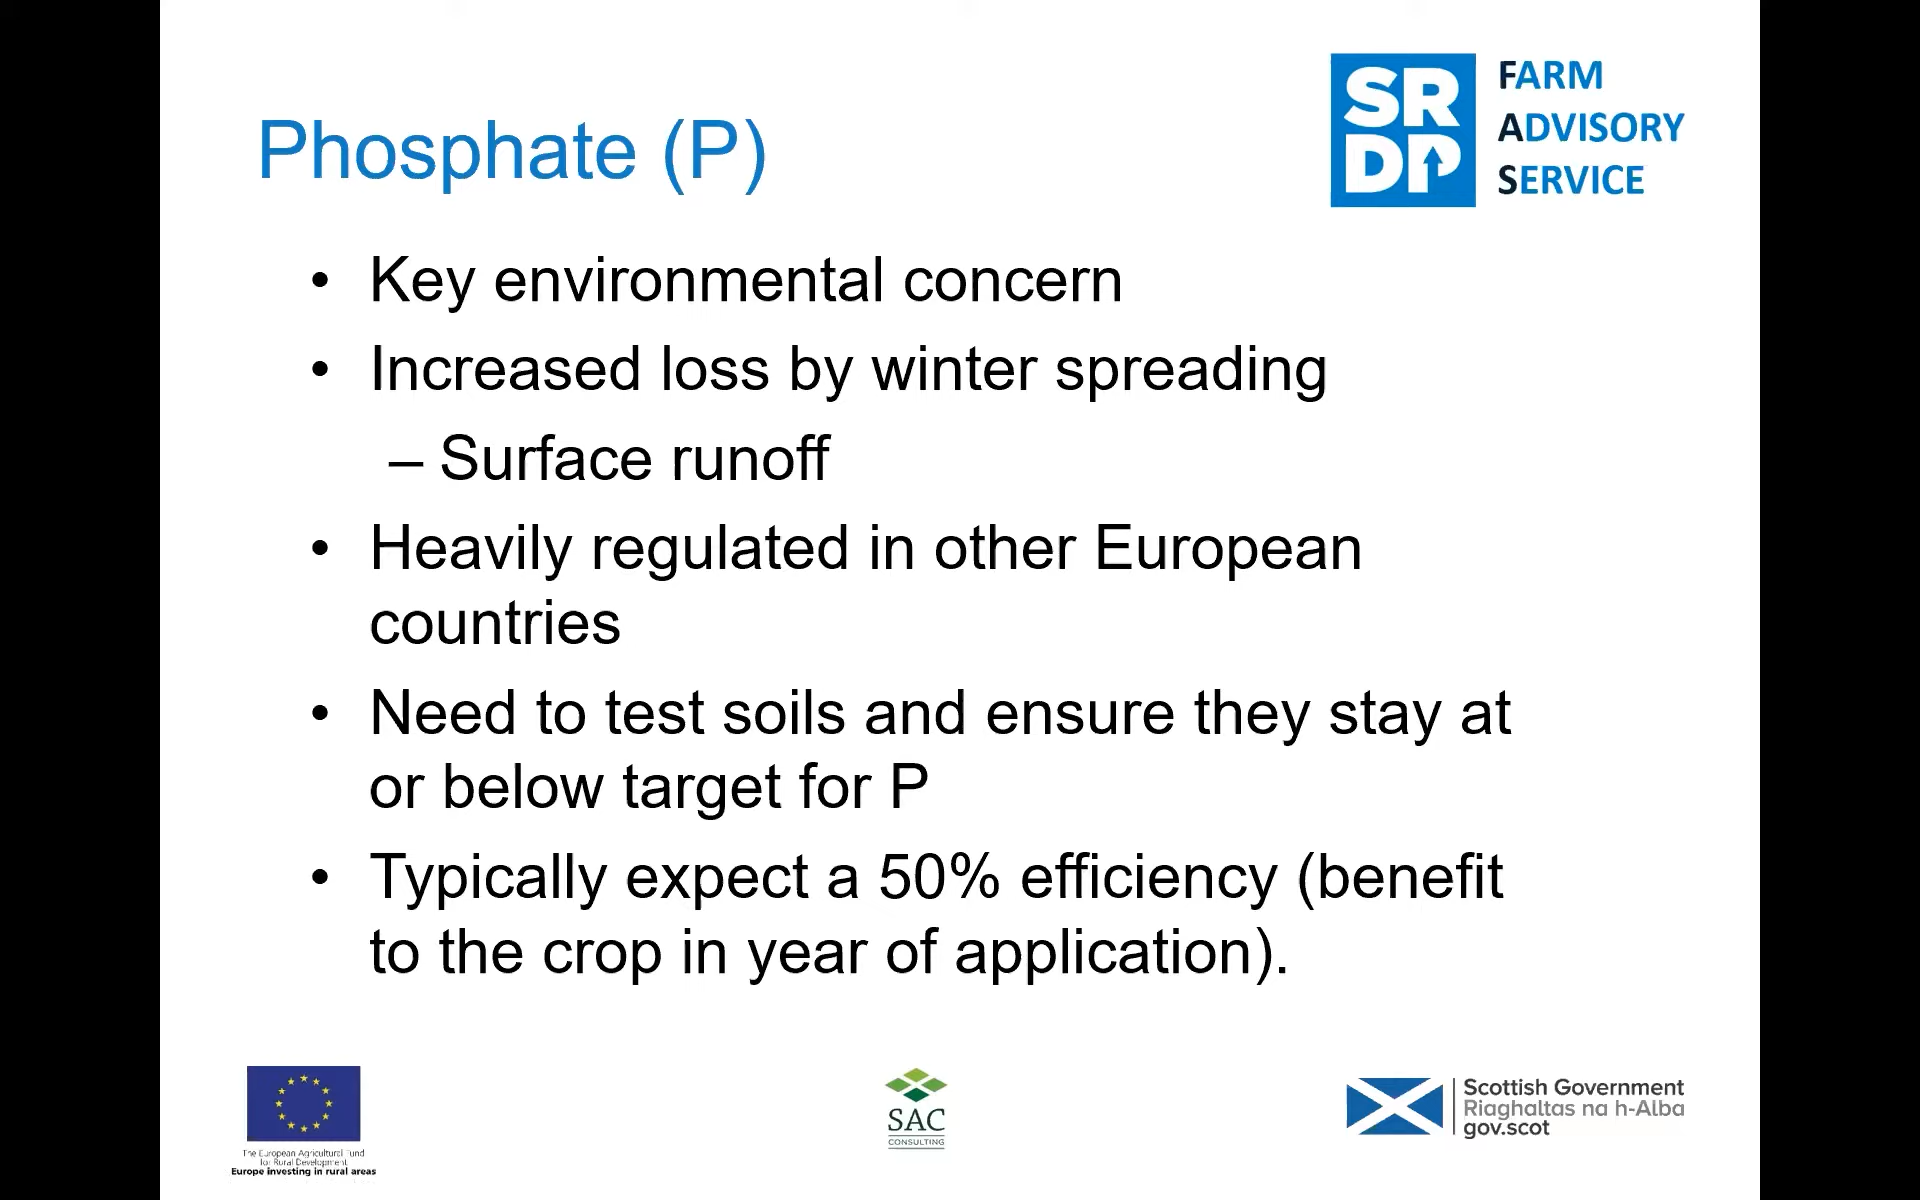 Phosphate (P)
SR
DP
FARM
ADVISORY
SERVICE
• Key environmental concern
• Increased loss by winter spreading
– Surface runoff
• Heavily regulated in other European
countries
• Need to test soils and ensure they stay at
or below target for P
• Typically expect a 50% efficiency (benefit
to the crop in year of application).
The European Agricultural Fund
for Rural Development
Europe investing in rural areas
SAC
CONSULTING
Scottish Government
Riaghaltas na h-Alba
gov.scot